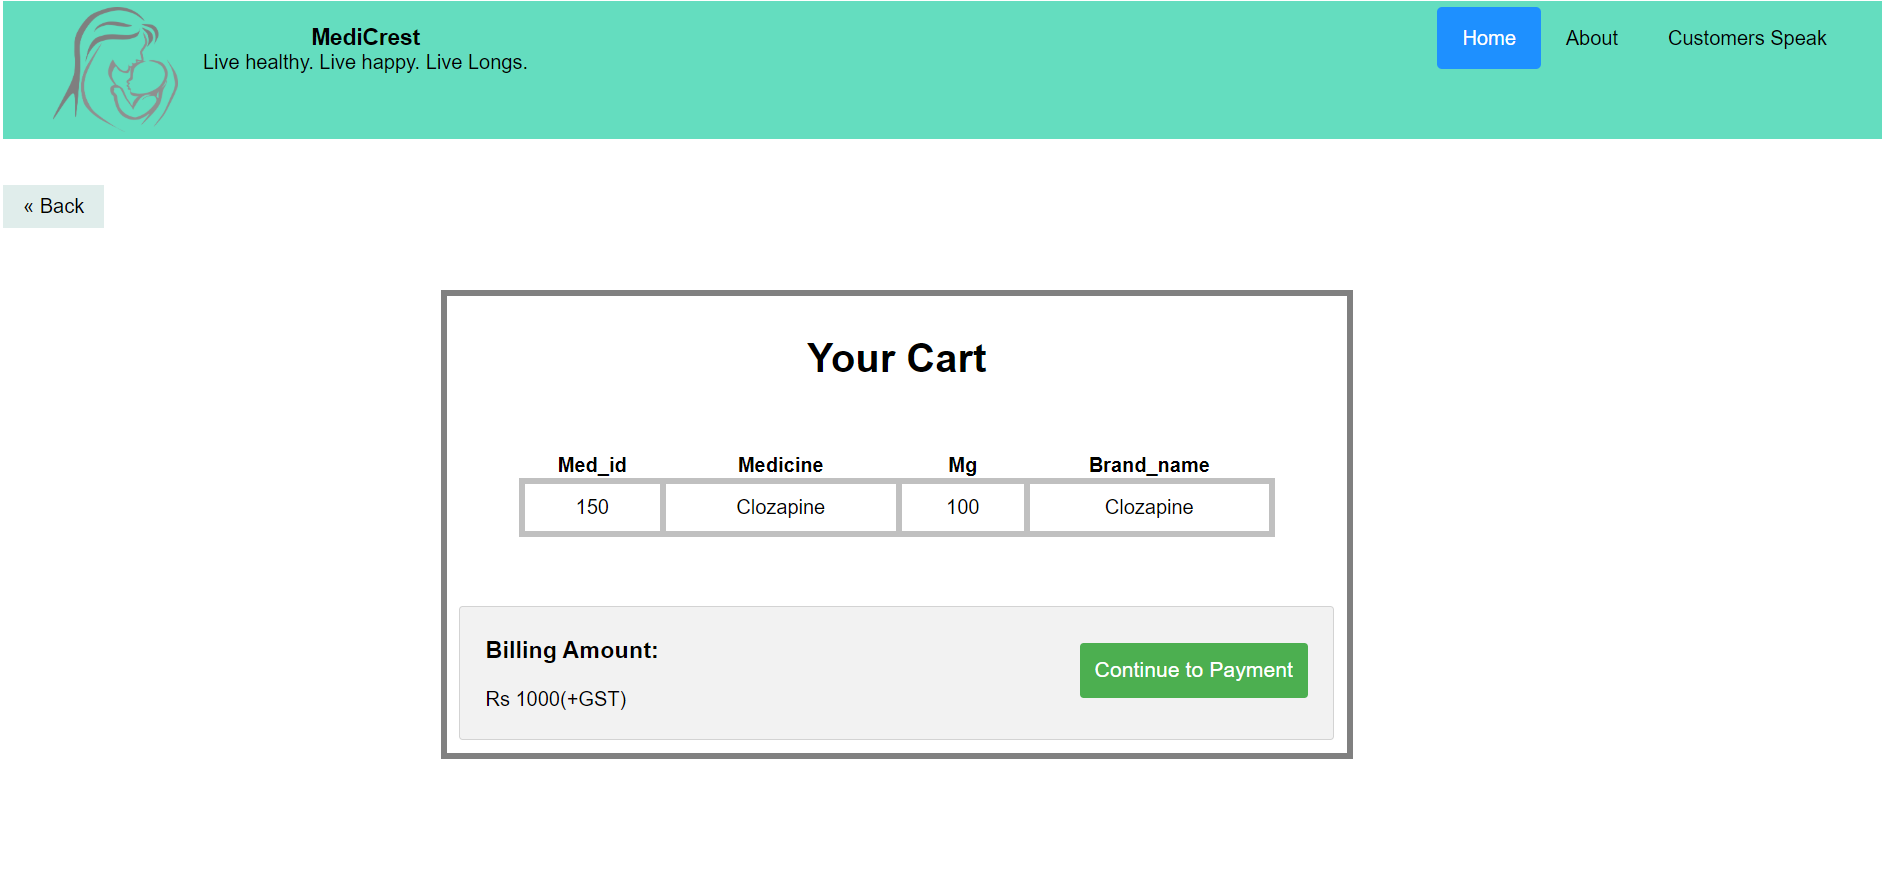 MediCrest
Live healthy. Live happy. Live Longs.
Home About Customers Speak
« Back
Your Cart
Med_id Medicine Mg Brand_name
150 Clozapine 100 Clozapine
Billing Amount:
Rs 1000(+GST)
Continue to Payment